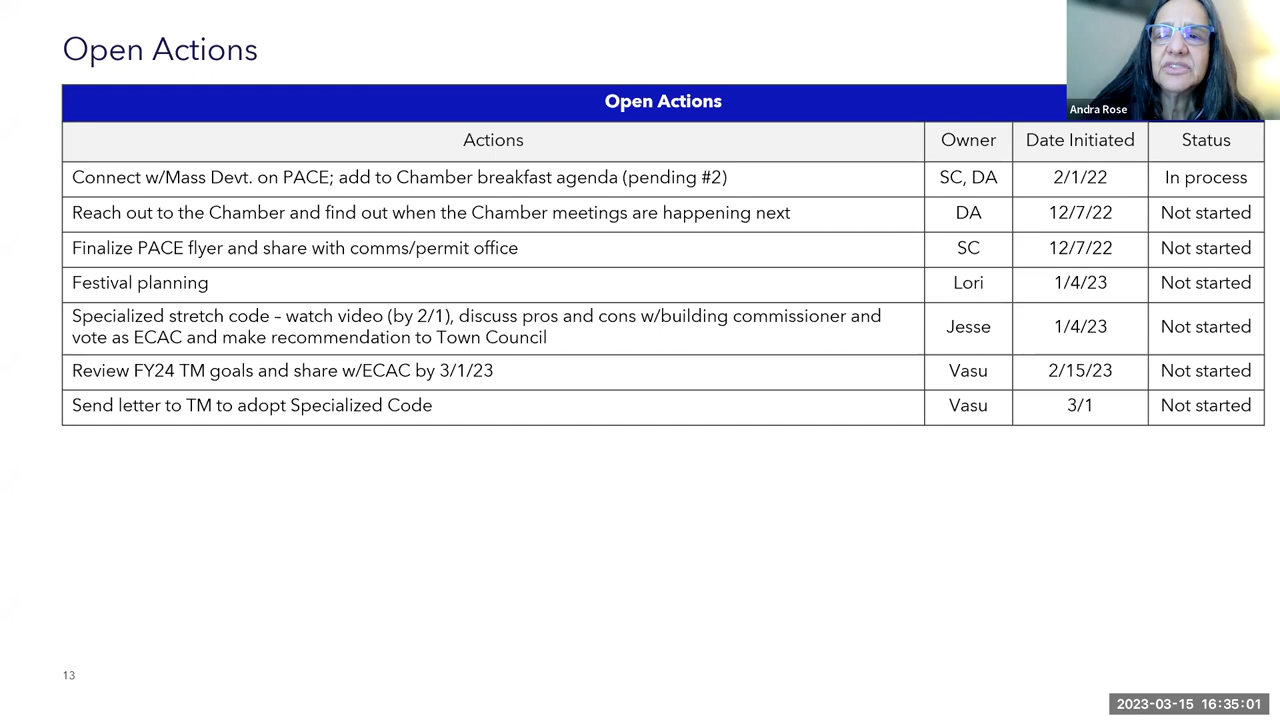 Open Actions
Andra Rose
Open Actions
Actions Owner Date Initiated Status
Connect w/Mass Devt. on PACE; add to Chamber breakfast agenda (pending #2) SC, DA 2/1/22 In process
Reach out to the Chamber and find out when the Chamber meetings are happening next DA 12/7/22 Not started
Finalize PACE flyer and share with comms/permit office SC 12/7/22 Not started
Festival planning Lori 1/4/23 Not started
Specialized stretch code – watch video (by 2/1), discuss pros and cons w/building commissioner and
vote as ECAC and make recommendation to Town Council Jesse 1/4/23 Not started
Review FY24 TM goals and share w/ECAC by 3/1/23 Vasu 2/15/23 Not started
Send letter to TM to adopt Specialized Code Vasu 3/1 Not started
13
2023-03-15 16:35:01